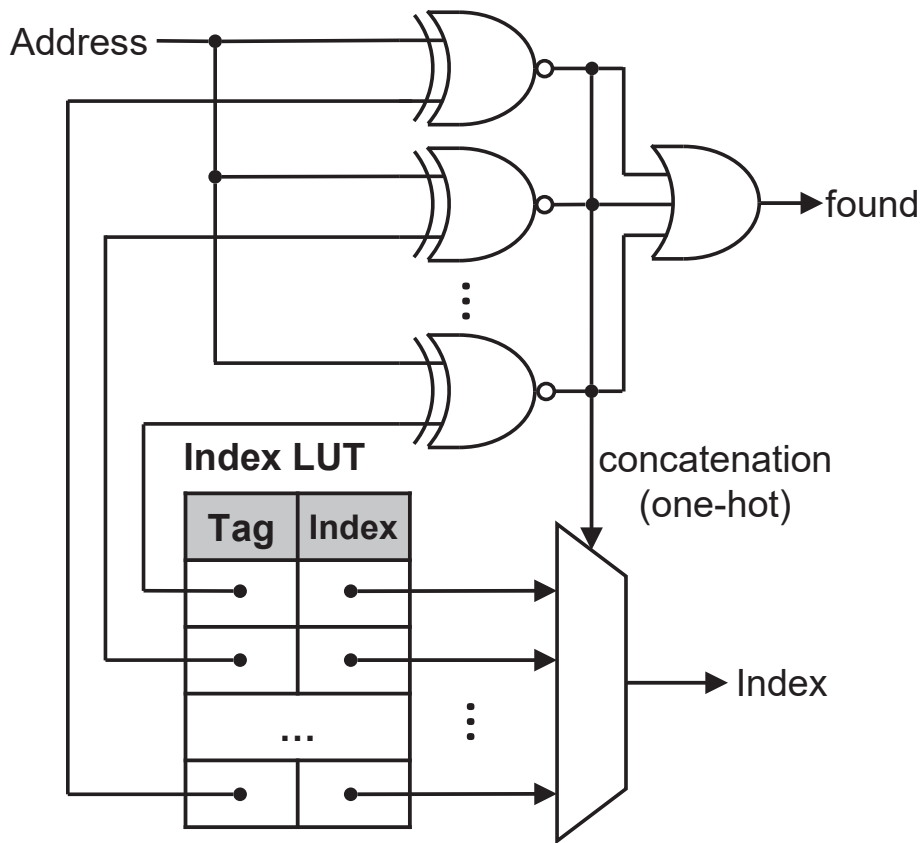 Address
found
Index LUT
concatenation
(one-hot)
Tag
Index
Index
...